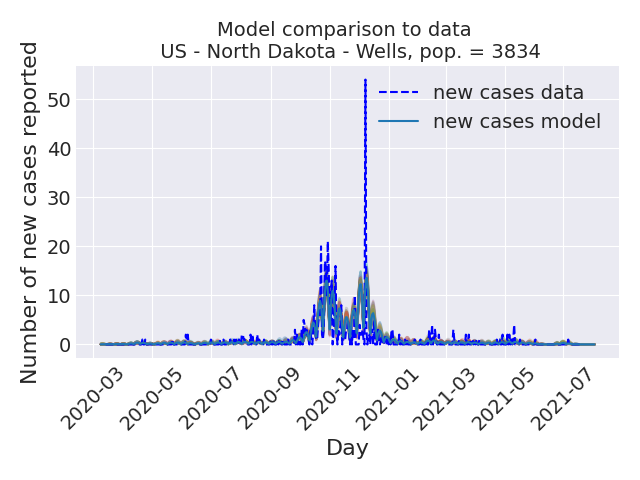 Model comparison to data
US - North Dakota - Wells, pop. = 3834
Number of new cases reported
50
40
30
20
10
0
new cases data
new cases model
2020-03
2020-05
2020-07
2020-09
2020-11
2021-01
2021-03
2021-05
2021-07
Day